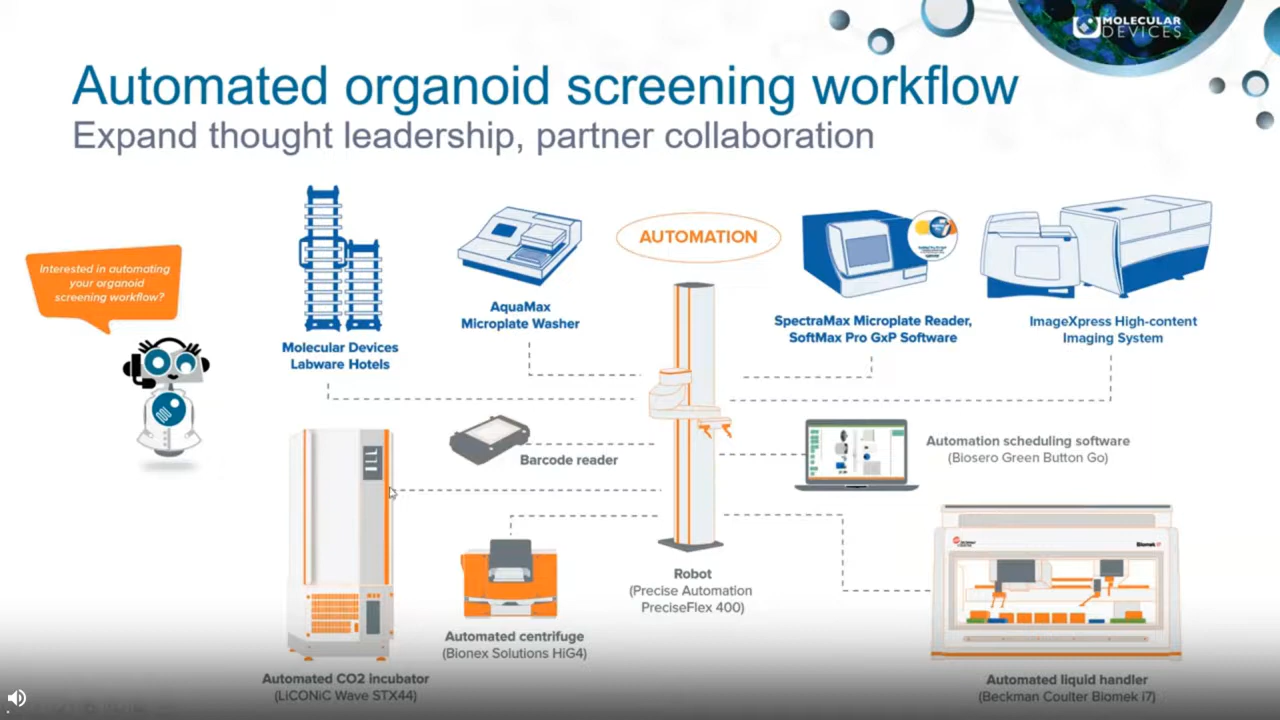 MOLECULAR
DEVICES
Automated organoid screening workflow
Expand thought leadership, partner collaboration
Interested in automating
your organoid
screening workflow?
Molecular Devices
Labware Hotels
AquaMax
Microplate Washer
AUTOMATION
SpectraMax Microplate Reader,
SoftMax Pro GxP Software
ImageXpress High-content
Imaging System
Barcode reader
Automation scheduling software
(Biosero Green Button Go)
Robot
(Precise Automation
PreciseFlex 400)
Automated centrifuge
(Bionex Solutions HiG4)
Automated CO2 incubator
(LiCONiC Wave STX44)
Biomek i7
Automated liquid handler
(Beckman Coulter Biomek i7)